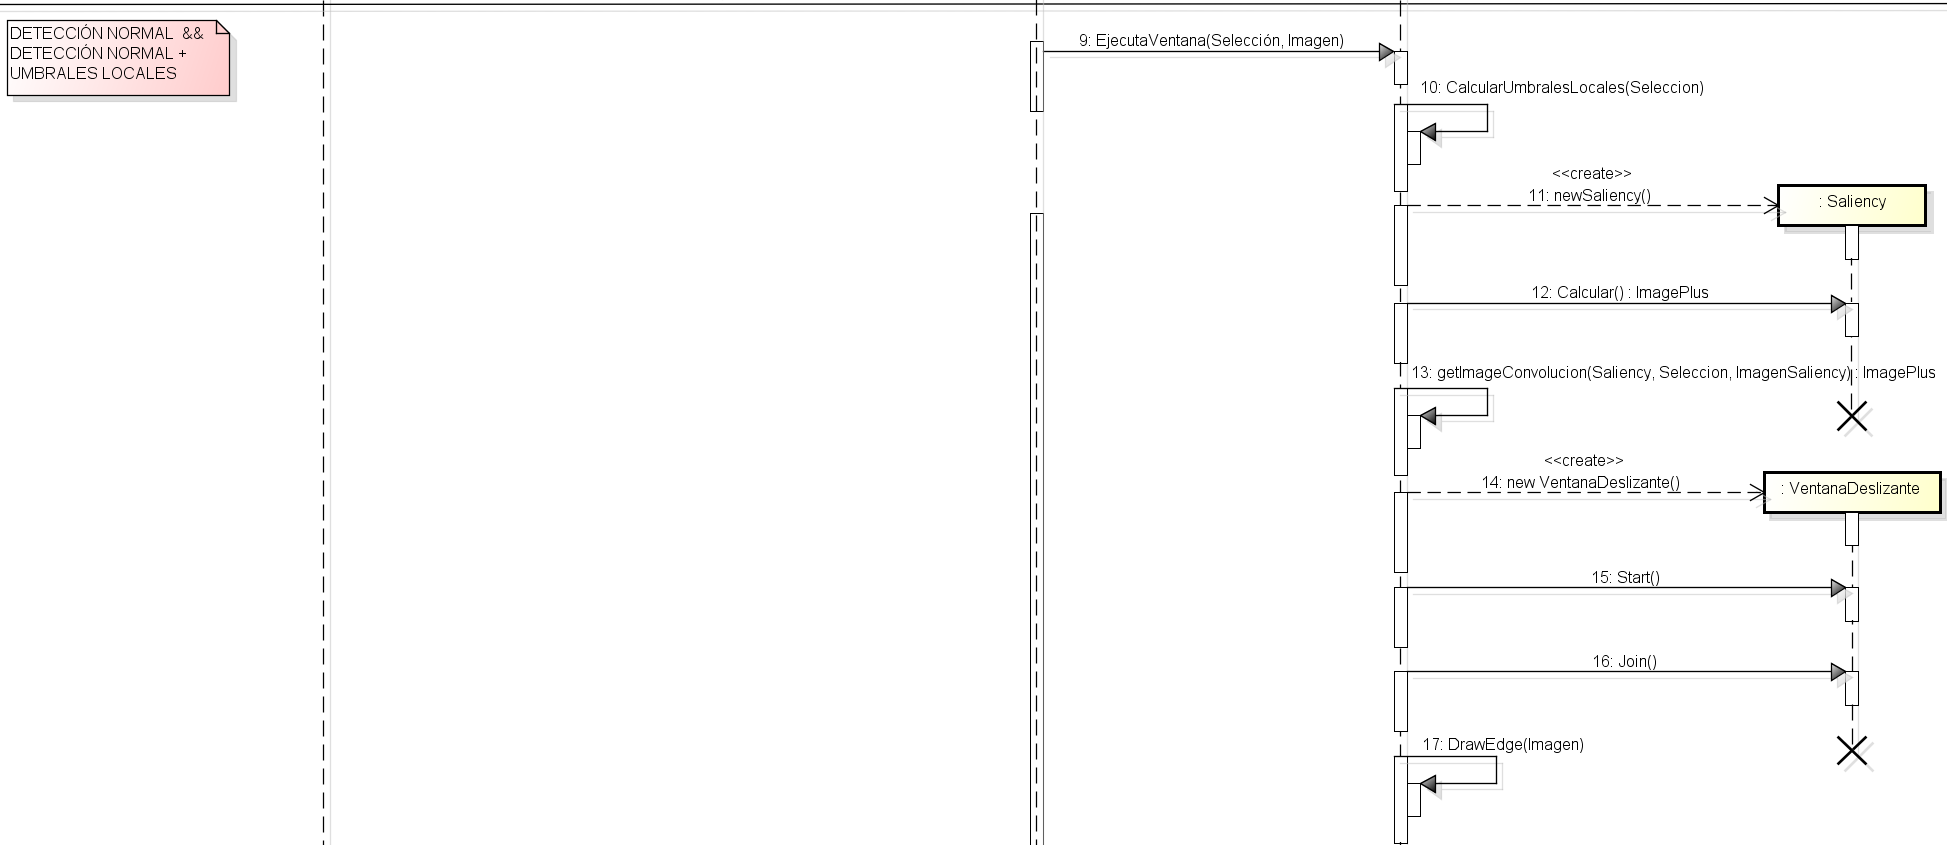 DETECCIÓN NORMAL &&
DETECCIÓN NORMAL +
UMBRALES LOCALES
9: EjecutaVentana(Selección, Imagen)
10: CalcularUmbralesLocales(Seleccion)
<<create>>
11: newSaliency()
: Saliency
12: Calcular() : ImagePlus
13: getImageConvolucion(Saliency, Seleccion, ImagenSaliency) : ImagePlus
<<create>>
14: new VentanaDeslizante()
: VentanaDeslizante
15: Start()
16: Join()
17: DrawEdge(Imagen)